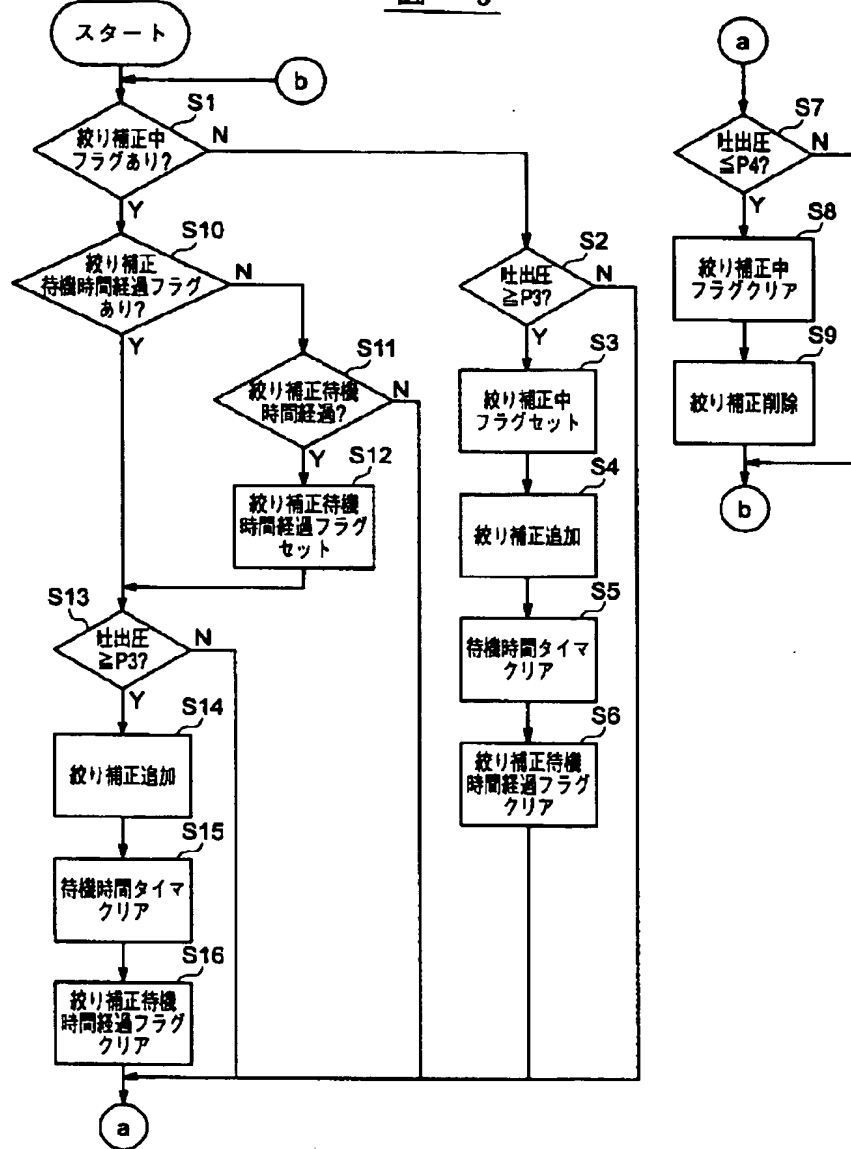 スタート
b
S1
絞り補正中
フラグあり?
N
Y
S10
絞り補正
待機時間経過フラグ
あり?
N
Y
S11
絞り補正待機
時間経過?
N
Y
S12
絞り補正待機
時間経過フラグ
セット
S13
吐出圧
≧P3?
N
Y
S14
絞り補正追加
S15
待機時間タイマ
クリア
S16
絞り補正待機
時間経過フラグ
クリア
a
S2
吐出圧
≧P3?
N
Y
S3
絞り補正中
フラグセット
S4
絞り補正追加
S5
待機時間タイマ
クリア
S6
絞り補正待機
時間経過フラグ
クリア
a
S7
吐出圧
≦P4?
N
Y
S8
絞り補正中
フラグクリア
S9
絞り補正削除
b